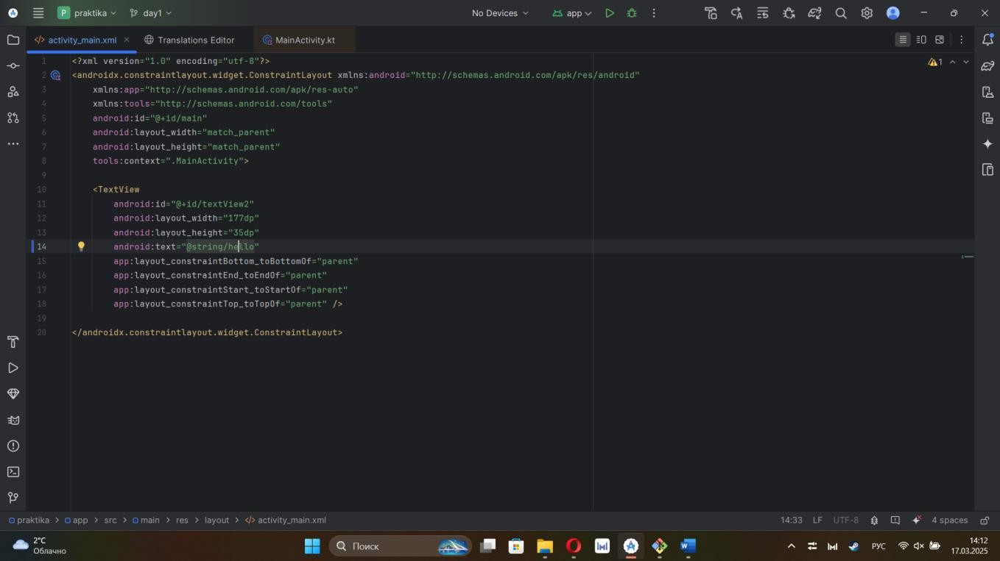 P praktika day1 No Devices app
activity_main.xml Translations Editor MainActivity.kt
1 <?xml version="1.0" encoding="utf-8"?> 1
2 <androidx.constraintlayout.widget.ConstraintLayout xmlns:android="http://schemas.android.com/apk/res/android"
3 xmlns:app="http://schemas.android.com/apk/res-auto"
4 xmlns:tools="http://schemas.android.com/tools"
5 android:id="@+id/main"
6 android:layout_width="match_parent"
7 android:layout_height="match_parent"
8 tools:context=".MainActivity">
9
10 <TextView
11 android:id="@+id/textView2"
12 android:layout_width="177dp"
13 android:layout_height="35dp"
14 android:text="@string/hello"
15 app:layout_constraintBottom_toBottomOf="parent"
16 app:layout_constraintEnd_toEndOf="parent"
17 app:layout_constraintStart_toStartOf="parent"
18 app:layout_constraintTop_toTopOf="parent" />
19
20 </androidx.constraintlayout.widget.ConstraintLayout>
praktika > app > src > main > res > layout > activity_main.xml 14:33 LF UTF-8 4 spaces
2°C
Облачно
Поиск
РУС
14:12
17.03.2025